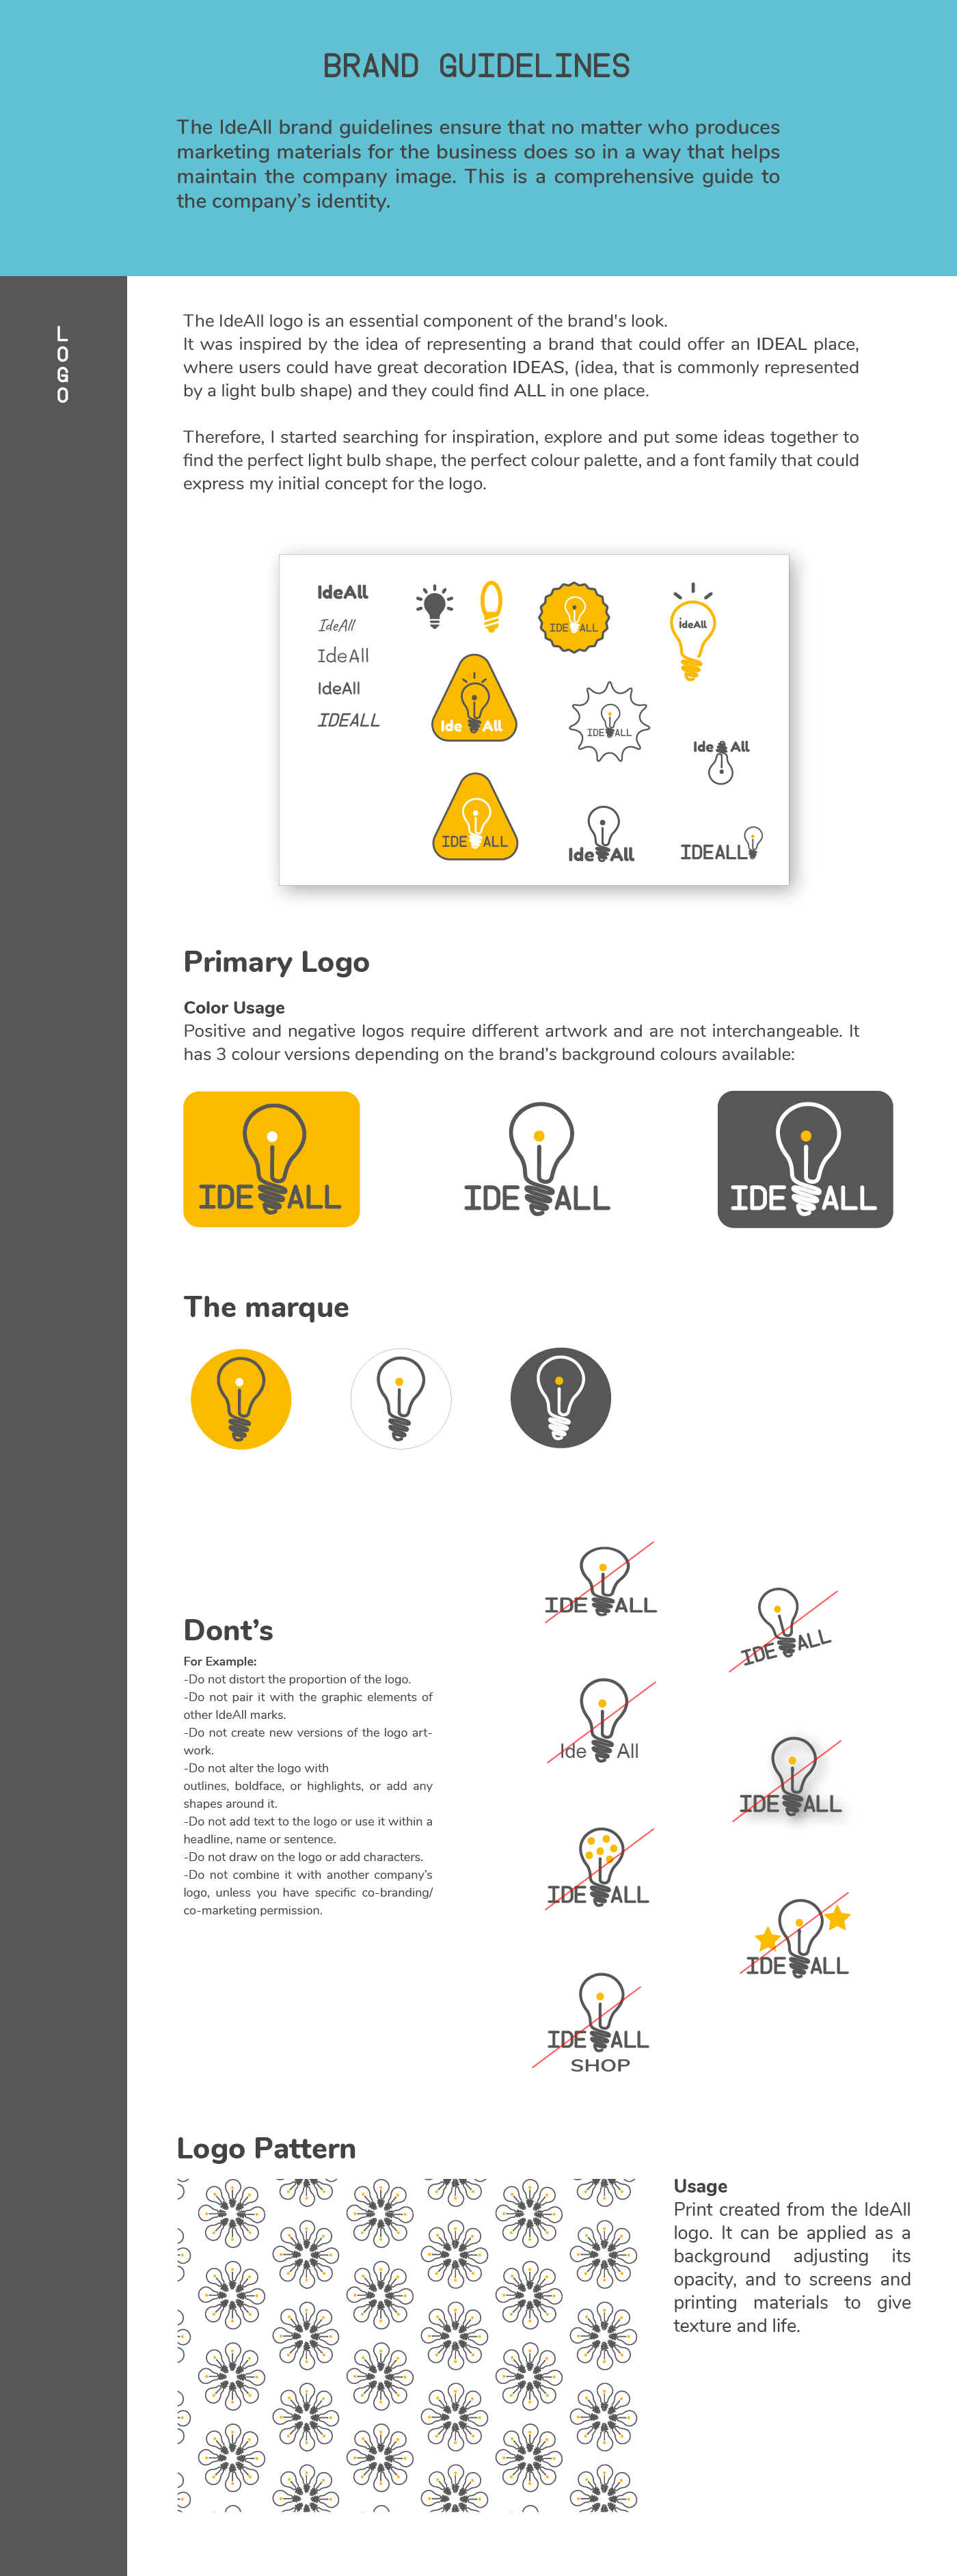 BRAND GUIDELINES
The IdeAll brand guidelines ensure that no matter who produces
marketing materials for the business does so in a way that helps
maintain the company image. This is a comprehensive guide to
the company's identity.
LOGO
The IdeAll logo is an essential component of the brand's look.
It was inspired by the idea of representing a brand that could offer an IDEAL place,
where users could have great decoration IDEAS, (idea, that is commonly represented
by a light bulb shape) and they could find ALL in one place.
Therefore, I started searching for inspiration, explore and put some ideas together to
find the perfect light bulb shape, the perfect colour palette, and a font family that could
express my initial concept for the logo.
IdeAll
IdeAll
IdeAll
IdeAll
IDEALL
IDE ALL
ideAll
Ide All
IDE ALL
Ide All
IDE ALL
Ide All
IDEALL
Primary Logo
Color Usage
Positive and negative logos require different artwork and are not interchangeable. It
has 3 colour versions depending on the brand's background colours available:
IDE ALL
IDE ALL
IDE ALL
The marque
Dont's
For Example:
-Do not distort the proportion of the logo.
-Do not pair it with the graphic elements of
other IdeAll marks.
-Do not create new versions of the logo art-
work.
-Do not alter the logo with
outlines, boldface, or highlights, or add any
shapes around it.
-Do not add text to the logo or use it within a
headline, name or sentence.
-Do not draw on the logo or add characters.
-Do not combine it with another company's
logo, unless you have specific co-branding/
co-marketing permission.
IDE ALL
IDE ALL
Ide All
IDE ALL
IDE ALL
IDE ALL
IDE ALL
SHOP
Logo Pattern
Usage
Print created from the IdeAll
logo. It can be applied as a
background adjusting its
opacity, and to screens and
printing materials to give
texture and life.